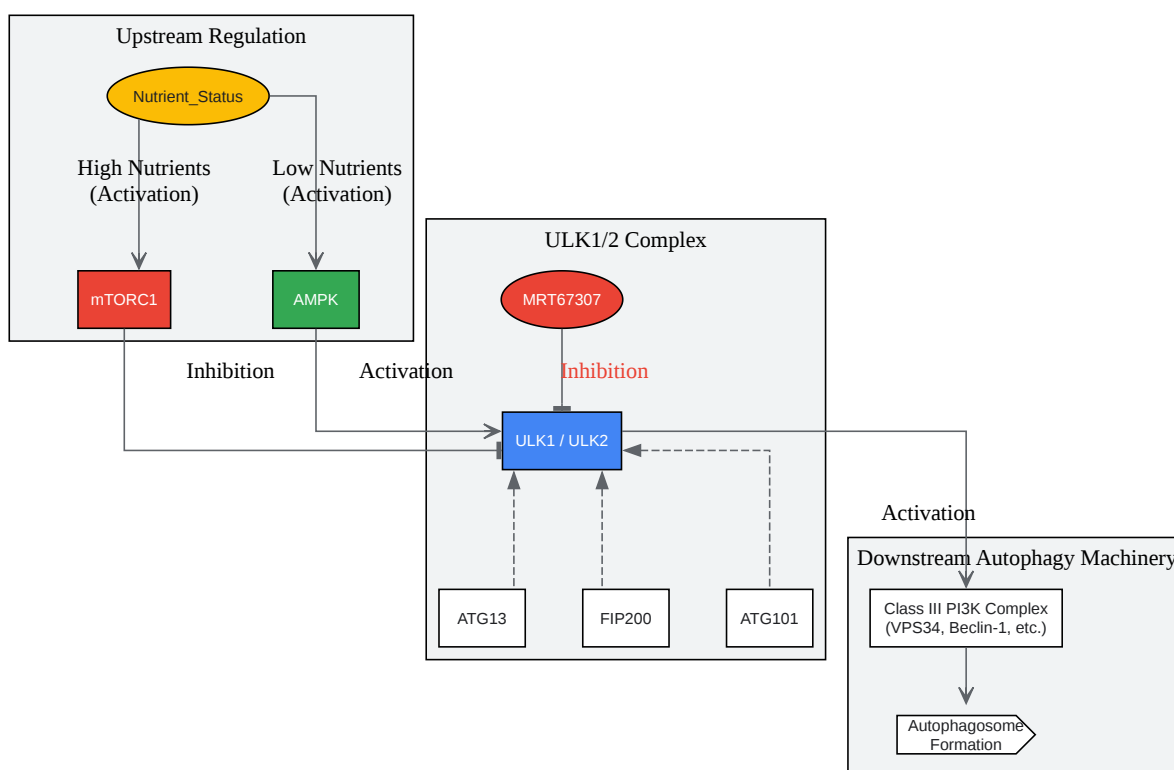 Upstream Regulation
Nutrient_Status
High Nutrients
(Activation)
Low Nutrients
(Activation)
mTORC1
AMPK
ULK1/2 Complex
MRT67307
Inhibition
Activation
Inhibition
ULK1 / ULK2
ATG13
FIP200
ATG101
Activation
Downstream Autophagy Machinery
Class III PI3K Complex
(VPS34, Beclin-1, etc.)
Autophagosome
Formation